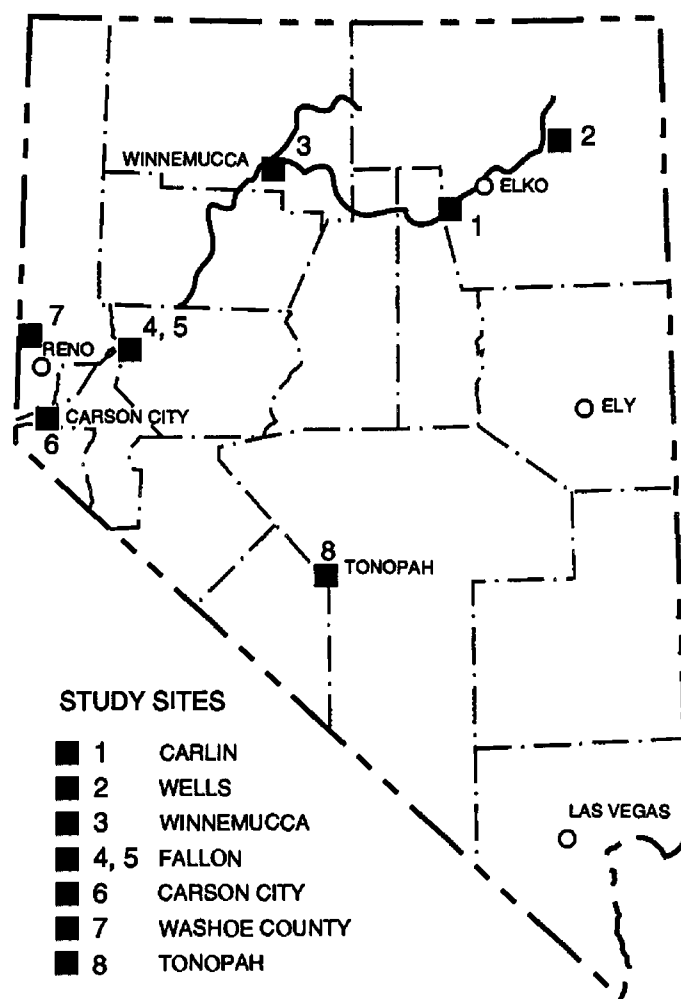 2
3
WINNEMUCCA
ELKO
1
7
4, 5
RENO
ELY
CARSON CITY
6
8
TONOPAH
STUDY SITES
1 CARLIN
2 WELLS
3 WINNEMUCCA
4, 5 FALLON
6 CARSON CITY
7 WASHOE COUNTY
8 TONOPAH
LAS VEGAS